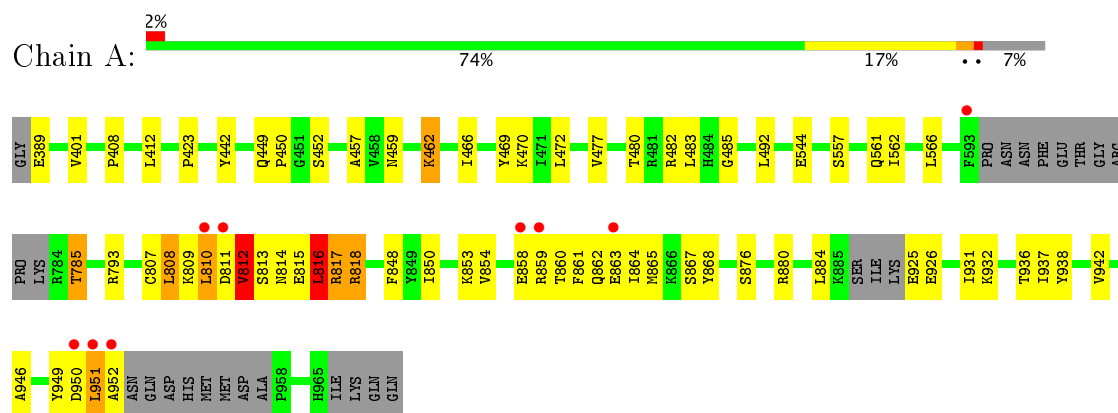 2%
Chain A:
74% 17% • • 7%
GLY E389 V401 P408 L412 P423 Y442 Q449 P450 G451 S452 A457 V458 N459 K462 I466 Y469 K470 I471 L472 V477 T480 R481 R482 L483 H484 G485 L492 E544 S557 Q561 I562 L566 F593 PRO ASN ASN PHE GLU THR GLY ARG
PRO LYS R784 T785 R793 C807 L808 K809 L810 D811 V812 S813 N814 E815 L816 R817 R818 F848 Y849 I850 K853 V854 E858 R859 T860 F861 Q862 E863 I864 M865 K866 S867 Y868 S876 R880 L884 K885 SER ILE LYS E925 E926 I931 K932 T936 I937 Y938 V942
A946 Y949 D950 L951 A952 ASN GLN ASP HIS MET MET ASP ALA P958 H965 ILE LYS GLN GLN